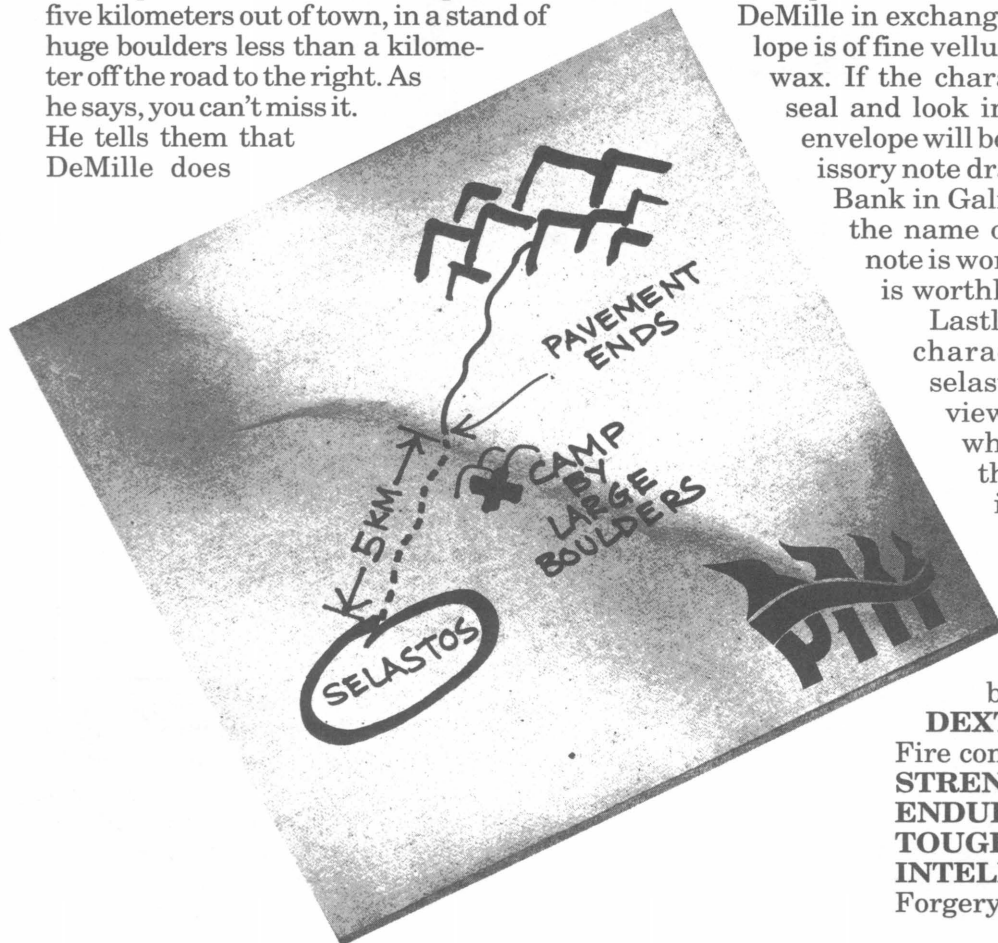 five kilometers out of town, in a stand of
huge boulders less than a kilome-
ter off the road to the right. As
he says, you can't miss it.
He tells them that
DeMille does
PAVEMENT
ENDS
CAMP
BY
LARGE
BOULDERS
5KM
SELASTOS
DeMille in exchang
lope is of fine vellu
wax. If the chara
seal and look in
envelope will be
issory note dr
Bank in Gali
the name o
note is wor
is worthl
Lastl
chara
selast
view
wh
th
i
b
DEXT
Fire con
STREN
ENDU
TOUG
INTEL
Forgery